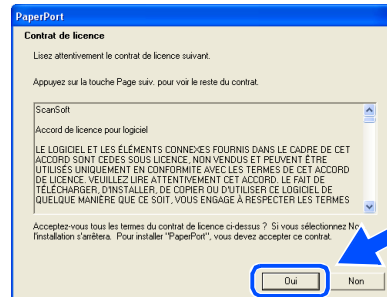 PaperPort
Contrat de licence
Lisez attentivement le contrat de licence suivant.
Appuyez sur la touche Page suiv. pour voir le reste du contrat.
ScanSoft
Accord de licence pour logiciel
LE LOGICIEL ET LES ÉLÉMENTS CONNEXES FOURNIS DANS LE CADRE DE CET
ACCORD SONT CEDES SOUS LICENCE, NON VENDUS ET PEUVENT ÊTRE
UTILISÉS UNIQUEMENT EN CONFORMITE AVEC LES TERMES DE CET ACCORD
DE LICENCE. VEUILLEZ LIRE ATTENTIVEMENT CET ACCORD. LE FAIT DE
TÉLÉCHARGER, D'INSTALLER, DE COPIER OU D'UTILISER CE LOGICIEL DE
QUELQUE MANIÈRE QUE CE SOIT, VOUS ENGAGE À RESPECTER LES TERMES
Acceptez-vous tous les termes du contrat de licence ci-dessus ? Si vous sélectionnez No
l'installation s'arrêtera. Pour installer "PaperPort", vous devez accepter ce contrat.
Oui
Non